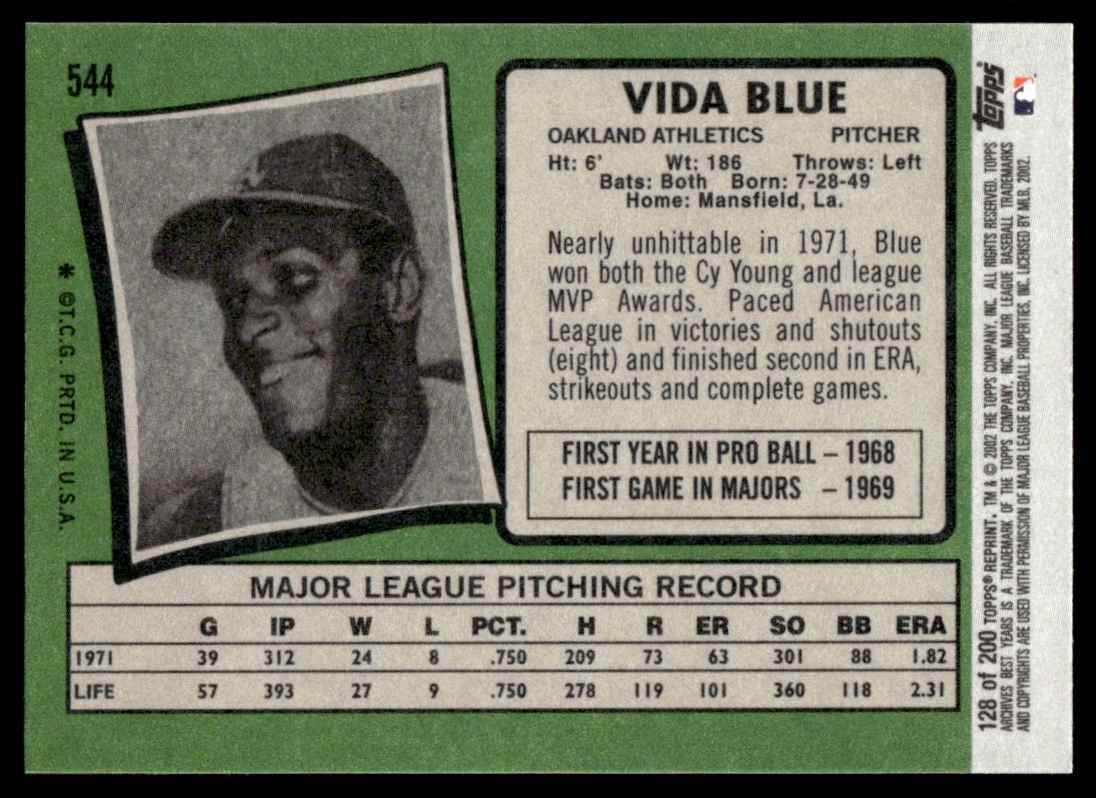 544
VIDA BLUE
OAKLAND ATHLETICS PITCHER
Ht: 6' Wt: 186 Throws: Left
Bats: Both Born: 7-28-49
Home: Mansfield, La.
Nearly unhittable in 1971, Blue
won both the Cy Young and league
MVP Awards. Paced American
League in victories and shutouts
(eight) and finished second in ERA,
strikeouts and complete games.
FIRST YEAR IN PRO BALL – 1968
FIRST GAME IN MAJORS – 1969
* ©T.C.G. PRTD. IN U.S.A.
MAJOR LEAGUE PITCHING RECORD
G IP W L PCT. H R ER SO BB ERA
1971 39 312 24 8 .750 209 73 63 301 88 1.82
LIFE 57 393 27 9 .750 278 119 101 360 118 2.31
topps
128 of 200 TOPPS® REPRINT. TM & © 2002 THE TOPPS COMPANY, INC. ALL RIGHTS RESERVED. TOPPS
ARCHIVES BEST YEARS IS A TRADEMARK OF THE TOPPS COMPANY, INC. MAJOR LEAGUE BASEBALL TRADEMARKS
AND COPYRIGHTS ARE USED WITH PERMISSION OF MAJOR LEAGUE BASEBALL PROPERTIES, INC. LICENSED BY MLB, 2002.